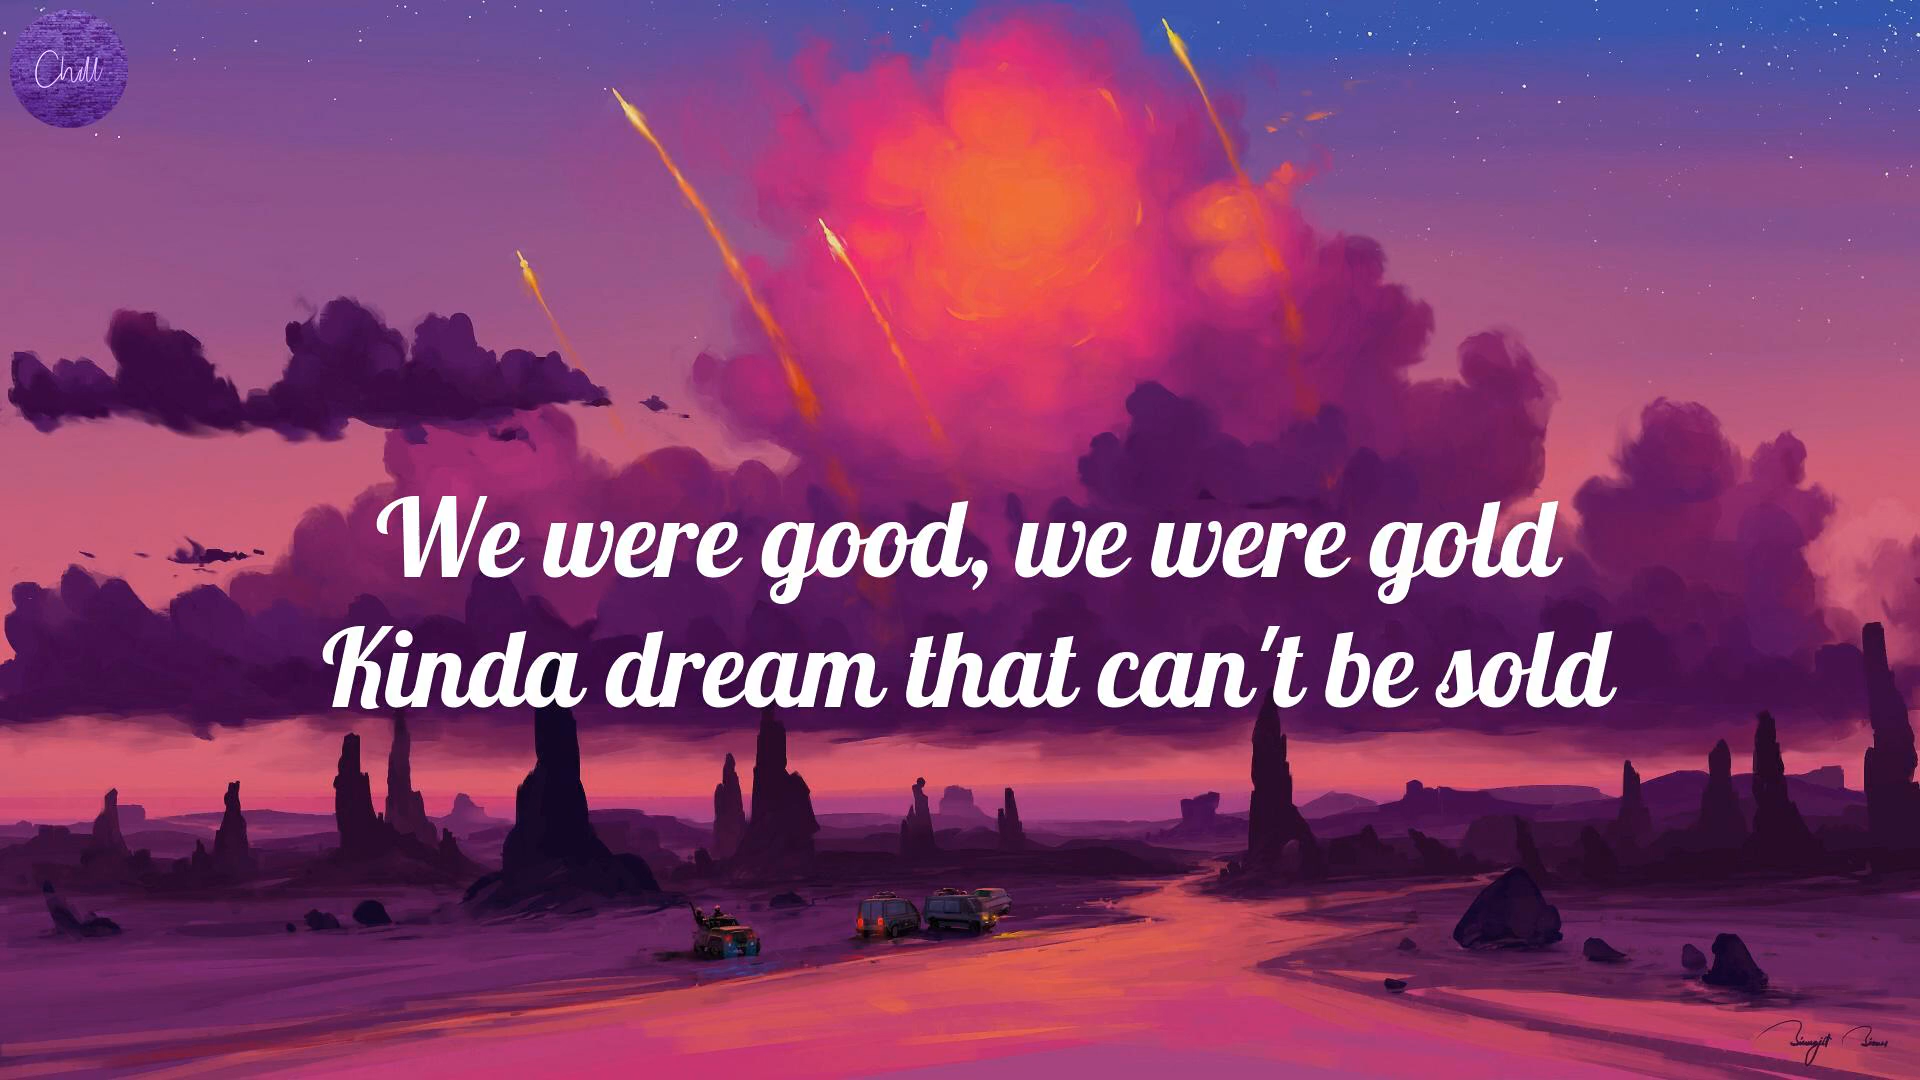 Chill
We were good, we were gold
Kinda dream that can't be sold